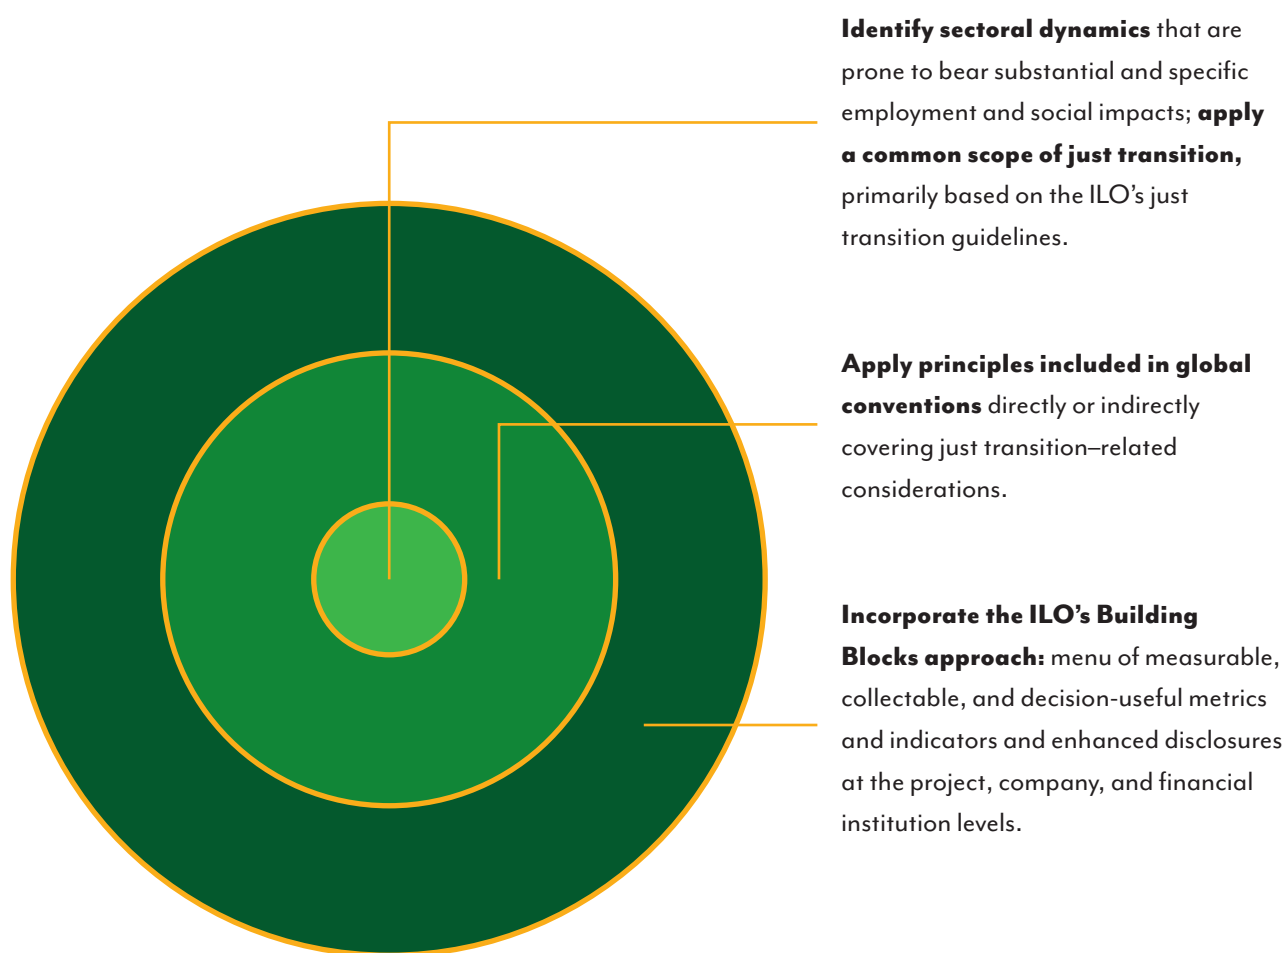 Identify sectoral dynamics that are
prone to bear substantial and specific
employment and social impacts; apply
a common scope of just transition,
primarily based on the ILO’s just
transition guidelines.
Apply principles included in global
conventions directly or indirectly
covering just transition–related
considerations.
Incorporate the ILO’s Building
Blocks approach: menu of measurable,
collectable, and decision-useful metrics
and indicators and enhanced disclosures
at the project, company, and financial
institution levels.